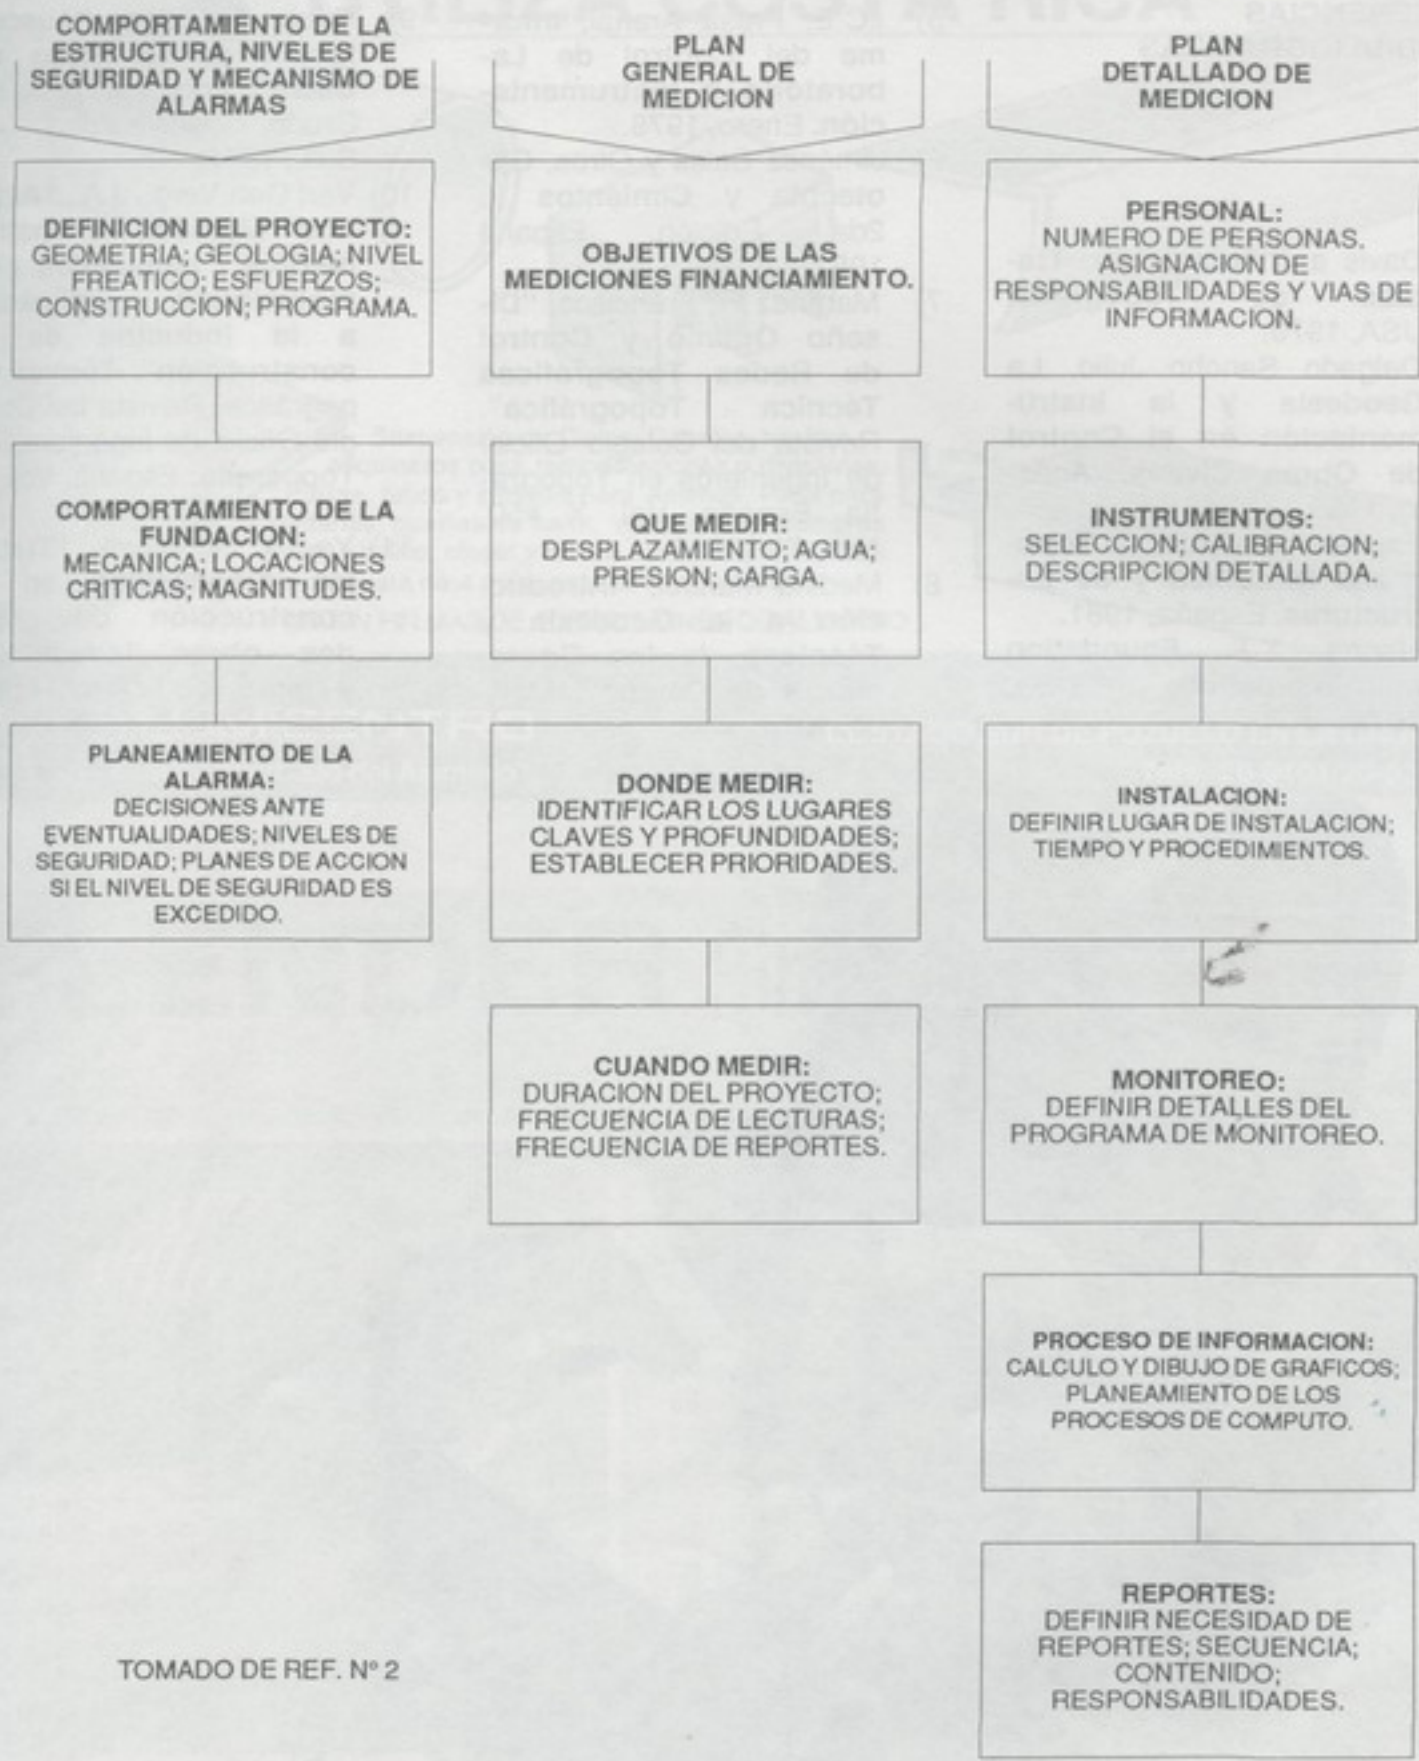 COMPORTAMIENTO DE LA
ESTRUCTURA, NIVELES DE
SEGURIDAD Y MECANISMO DE
ALARMAS
DEFINICION DEL PROYECTO:
GEOMETRIA; GEOLOGIA; NIVEL
FREATICO; ESFUERZOS;
CONSTRUCCION; PROGRAMA.
COMPORTAMIENTO DE LA
FUNDACION:
MECANICA; LOCACIONES
CRITICAS; MAGNITUDES.
PLANEAMIENTO DE LA
ALARMA:
DECISIONES ANTE
EVENTUALIDADES; NIVELES DE
SEGURIDAD; PLANES DE ACCION
SI EL NIVEL DE SEGURIDAD ES
EXCEDIDO.
PLAN
GENERAL DE
MEDICION
OBJETIVOS DE LAS
MEDICIONES FINANCIAMIENTO.
QUE MEDIR:
DESPLAZAMIENTO; AGUA;
PRESION; CARGA.
DONDE MEDIR:
IDENTIFICAR LOS LUGARES
CLAVES Y PROFUNDIDADES;
ESTABLECER PRIORIDADES.
CUANDO MEDIR:
DURACION DEL PROYECTO;
FRECUENCIA DE LECTURAS;
FRECUENCIA DE REPORTES.
PLAN
DETALLADO DE
MEDICION
PERSONAL:
NUMERO DE PERSONAS.
ASIGNACION DE
RESPONSABILIDADES Y VIAS DE
INFORMACION.
INSTRUMENTOS:
SELECCION; CALIBRACION;
DESCRIPCION DETALLADA.
INSTALACION:
DEFINIR LUGAR DE INSTALACION;
TIEMPO Y PROCEDIMIENTOS.
MONITOREO:
DEFINIR DETALLES DEL
PROGRAMA DE MONITOREO.
PROCESO DE INFORMACION:
CALCULO Y DIBUJO DE GRAFICOS;
PLANEAMIENTO DE LOS
PROCESOS DE COMPUTO.
REPORTES:
DEFINIR NECESIDAD DE
REPORTES; SECUENCIA;
CONTENIDO;
RESPONSABILIDADES.
TOMADO DE REF. Nº 2